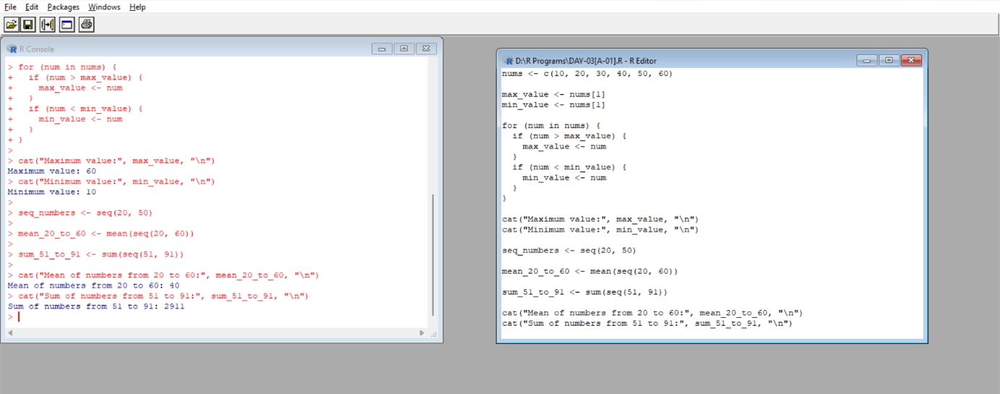 File Edit Packages Windows Help
R Console
> for (num in nums) {
+   if (num > max_value) {
+     max_value <- num
+   }
+   if (num < min_value) {
+     min_value <- num
+   }
+ }
>
> cat("Maximum value:", max_value, "\n")
Maximum value: 60
> cat("Minimum value:", min_value, "\n")
Minimum value: 10
>
> seq_numbers <- seq(20, 50)
>
> mean_20_to_60 <- mean(seq(20, 60))
>
> sum_51_to_91 <- sum(seq(51, 91))
>
> cat("Mean of numbers from 20 to 60:", mean_20_to_60, "\n")
Mean of numbers from 20 to 60: 40
> cat("Sum of numbers from 51 to 91:", sum_51_to_91, "\n")
Sum of numbers from 51 to 91: 2911
>
D:\R Programs\DAY-03[A-01].R - R Editor
nums <- c(10, 20, 30, 40, 50, 60)
max_value <- nums[1]
min_value <- nums[1]
for (num in nums) {
  if (num > max_value) {
    max_value <- num
  }
  if (num < min_value) {
    min_value <- num
  }
}
cat("Maximum value:", max_value, "\n")
cat("Minimum value:", min_value, "\n")
seq_numbers <- seq(20, 50)
mean_20_to_60 <- mean(seq(20, 60))
sum_51_to_91 <- sum(seq(51, 91))
cat("Mean of numbers from 20 to 60:", mean_20_to_60, "\n")
cat("Sum of numbers from 51 to 91:", sum_51_to_91, "\n")